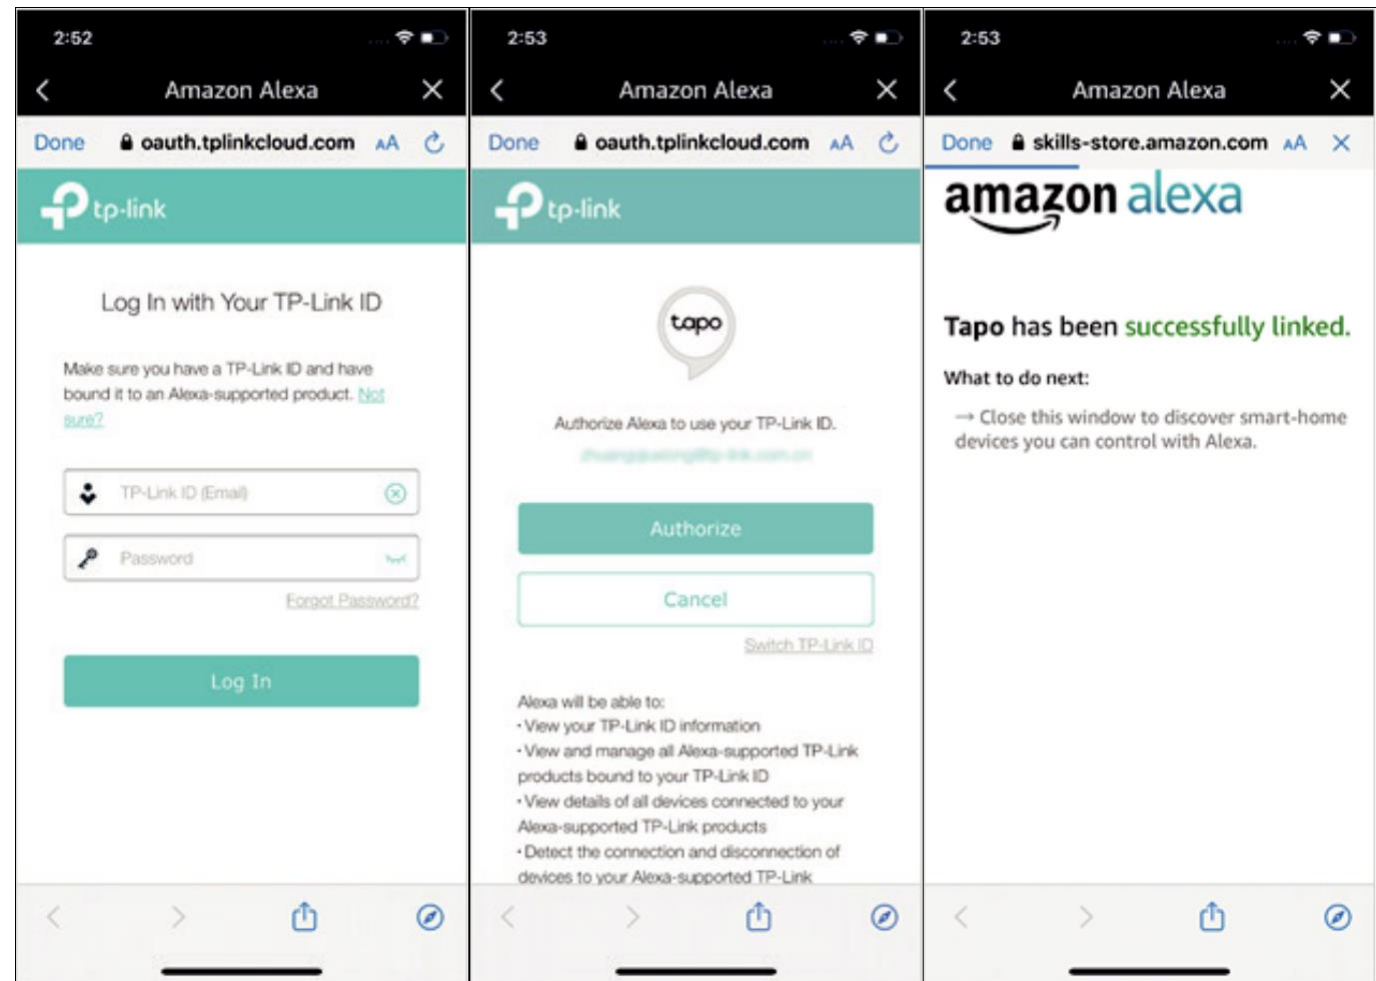 2:52
Amazon Alexa
Done oauth.tplinkcloud.com AA
tp-link
Log In with Your TP-Link ID
Make sure you have a TP-Link ID and have
bound it to an Alexa-supported product. Not
sure?
TP-Link ID (Email)
Password
Forgot Password?
Log In
2:53
Amazon Alexa
Done oauth.tplinkcloud.com AA
tp-link
tapo
Authorize Alexa to use your TP-Link ID.
Authorize
Cancel
Switch TP-Link ID
Alexa will be able to:
• View your TP-Link ID information
• View and manage all Alexa-supported TP-Link
products bound to your TP-Link ID
• View details of all devices connected to your
Alexa-supported TP-Link products
• Detect the connection and disconnection of
devices to your Alexa-supported TP-Link
2:53
Amazon Alexa
Done skills-store.amazon.com AA
amazon alexa
Tapo has been successfully linked.
What to do next:
→ Close this window to discover smart-home
devices you can control with Alexa.